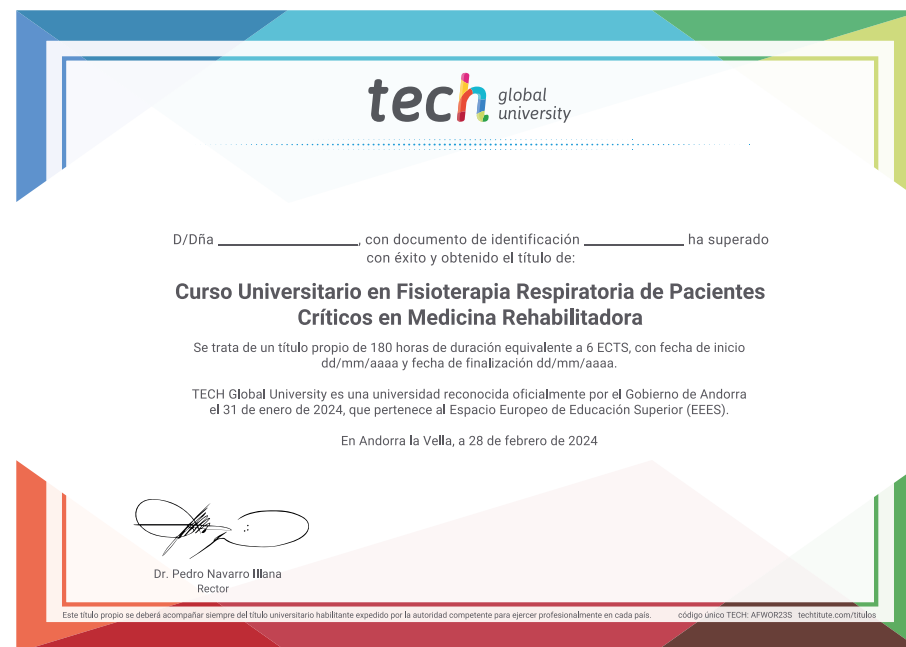 tech global university
D/Dña ______________, con documento de identificación __________ ha superado
con éxito y obtenido el título de:
Curso Universitario en Fisioterapia Respiratoria de Pacientes
Críticos en Medicina Rehabilitadora
Se trata de un título propio de 180 horas de duración equivalente a 6 ECTS, con fecha de inicio
dd/mm/aaaa y fecha de finalización dd/mm/aaaa.
TECH Global University es una universidad reconocida oficialmente por el Gobierno de Andorra
el 31 de enero de 2024, que pertenece al Espacio Europeo de Educación Superior (EEES).
En Andorra la Vella, a 28 de febrero de 2024
Dr. Pedro Navarro Illana
Rector
Este título propio se deberá acompañar siempre del título universitario habilitante expedido por la autoridad competente para ejercer profesionalmente en cada país. código único TECH: AFWOR23S techtitute.com/titulos